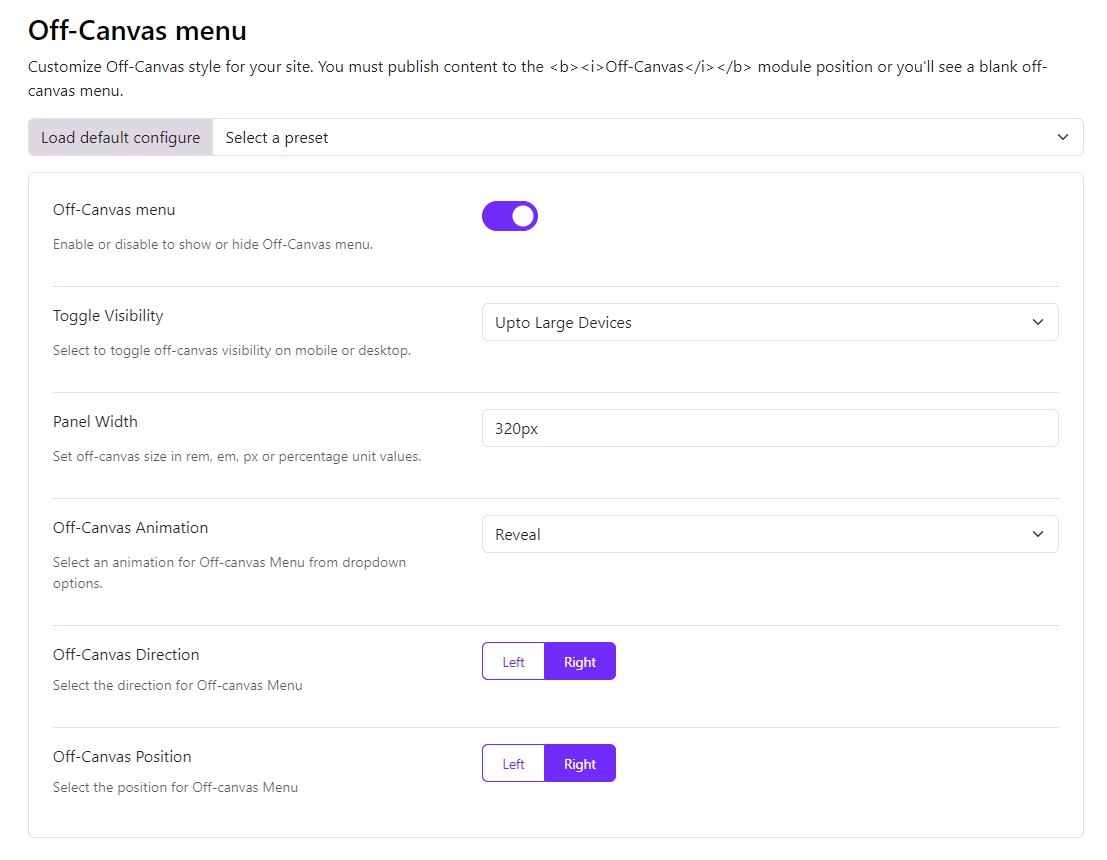 Off-Canvas menu
Customize Off-Canvas style for your site. You must publish content to the <b><i>Off-Canvas</i></b> module position or you'll see a blank off-
canvas menu.
Load default configure Select a preset
Off-Canvas menu
Enable or disable to show or hide Off-Canvas menu.
Toggle Visibility
Upto Large Devices
Select to toggle off-canvas visibility on mobile or desktop.
Panel Width
320px
Set off-canvas size in rem, em, px or percentage unit values.
Off-Canvas Animation
Reveal
Select an animation for Off-canvas Menu from dropdown
options.
Off-Canvas Direction
Left Right
Select the direction for Off-canvas Menu
Off-Canvas Position
Left Right
Select the position for Off-canvas Menu